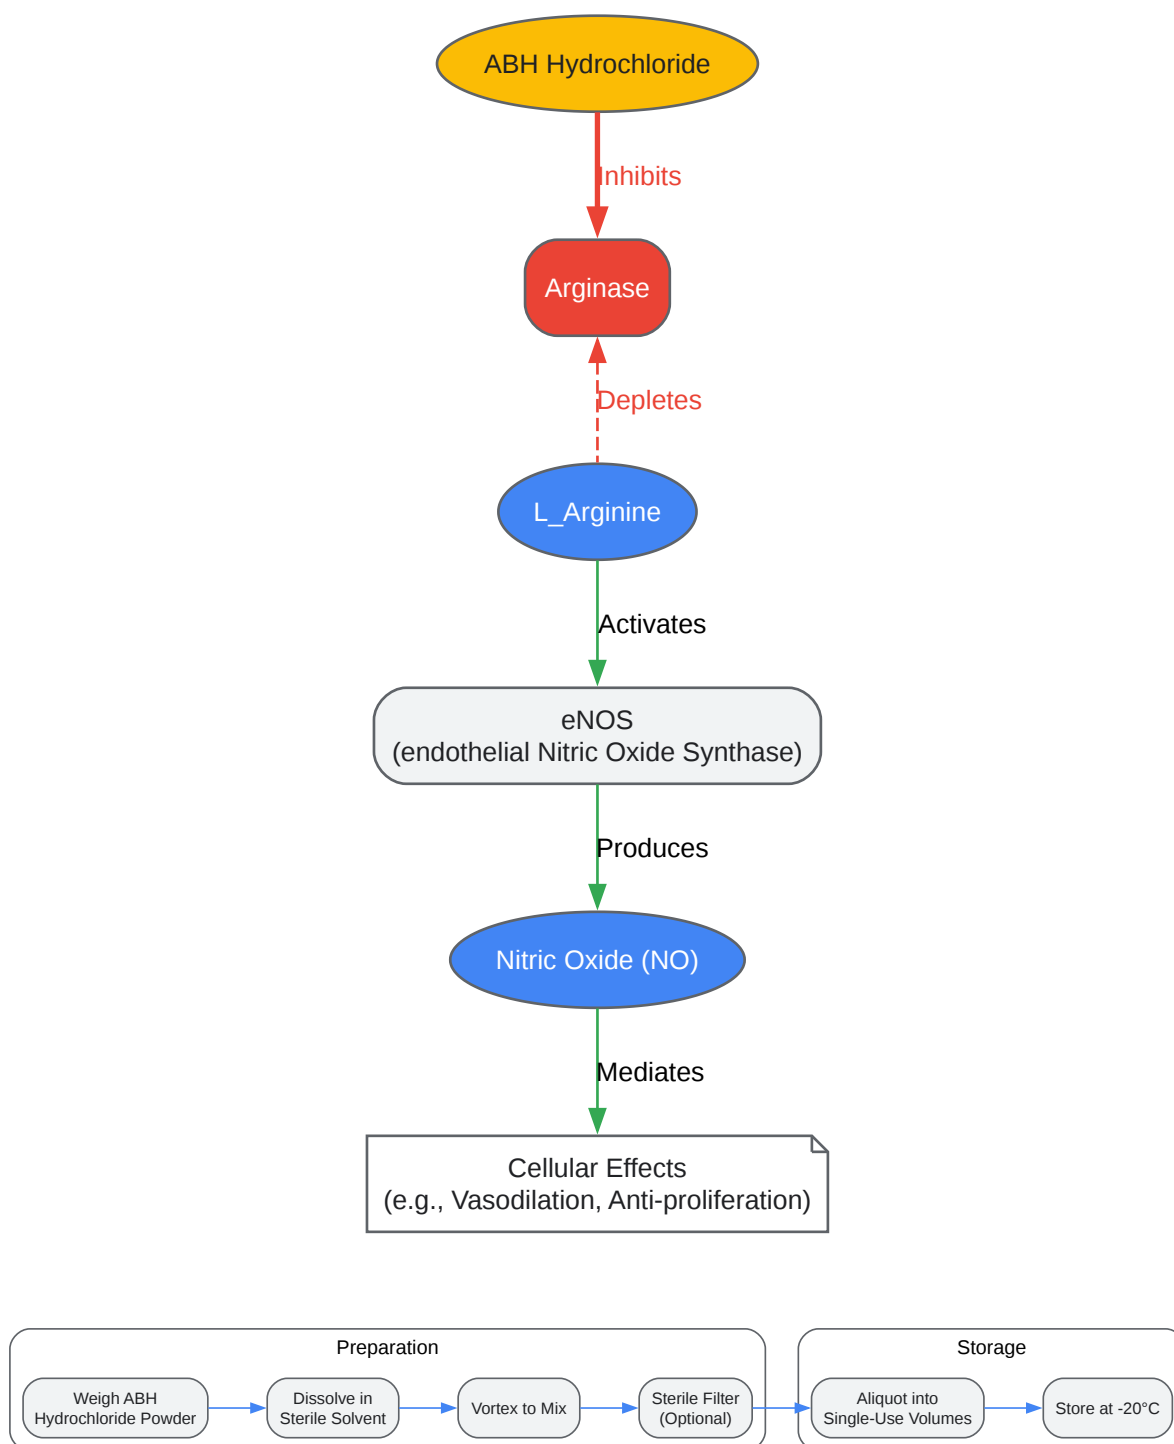 ABH Hydrochloride
Inhibits
Arginase
Depletes
L_Arginine
Activates
eNOS
(endothelial Nitric Oxide Synthase)
Produces
Nitric Oxide (NO)
Mediates
Cellular Effects
(e.g., Vasodilation, Anti-proliferation)
Preparation
Weigh ABH
Hydrochloride Powder
Dissolve in
Sterile Solvent
Vortex to Mix
Sterile Filter
(Optional)
Storage
Aliquot into
Single-Use Volumes
Store at -20°C